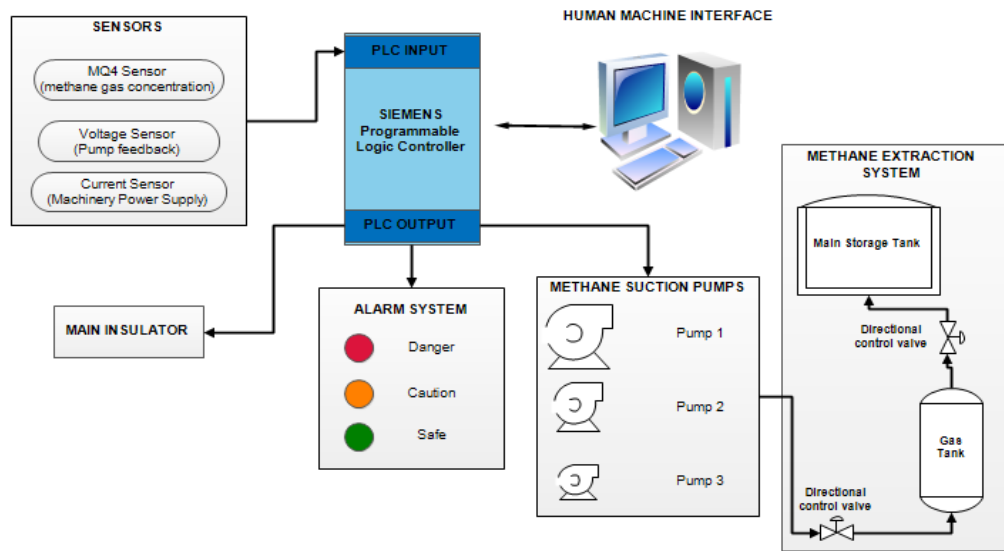 SENSORS
MQ4 Sensor
(methane gas concentration)
Voltage Sensor
(Pump feedback)
Current Sensor
(Machinery Power Supply)
PLC INPUT
SIEMENS
Programmable
Logic Controller
PLC OUTPUT
HUMAN MACHINE INTERFACE
MAIN INSULATOR
ALARM SYSTEM
Danger
Caution
Safe
METHANE SUCTION PUMPS
Pump 1
Pump 2
Pump 3
METHANE EXTRACTION
SYSTEM
Main Storage Tank
Directional
control valve
Gas
Tank
Directional
control valve